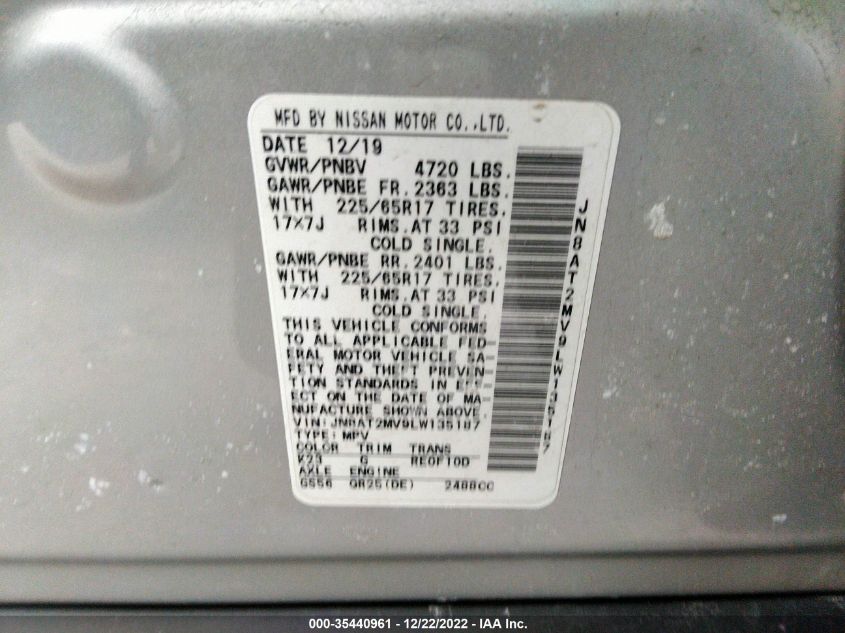 MFD BY NISSAN MOTOR CO.,LTD.
DATE 12/19
GVWR/PNBV 4720 LBS.
GAWR/PNBE FR. 2363 LBS.
WITH 225/65R17 TIRES.
17×7J RIMS. AT 33 PSI
COLD SINGLE.
GAWR/PNBE RR. 2401 LBS.
WITH 225/65R17 TIRES.
17×7J RIMS. AT 33 PSI
COLD SINGLE.
THIS VEHICLE CONFORMS
TO ALL APPLICABLE FED-
ERAL MOTOR VEHICLE SA-
FETY AND THEFT PREVEN-
TION STANDARDS IN EFF-
ECT ON THE DATE OF MA-
NUFACTURE SHOWN ABOVE.
VIN:JN8AT2MV9LW135187
TYPE:MPV
COLOR TRIM TRANS
K23 G RE0F10D
AXLE ENGINE
GS56 QR25(DE) 2488CC
JN8AT2MV9LW135187
000-35440961 - 12/22/2022 - IAA Inc.